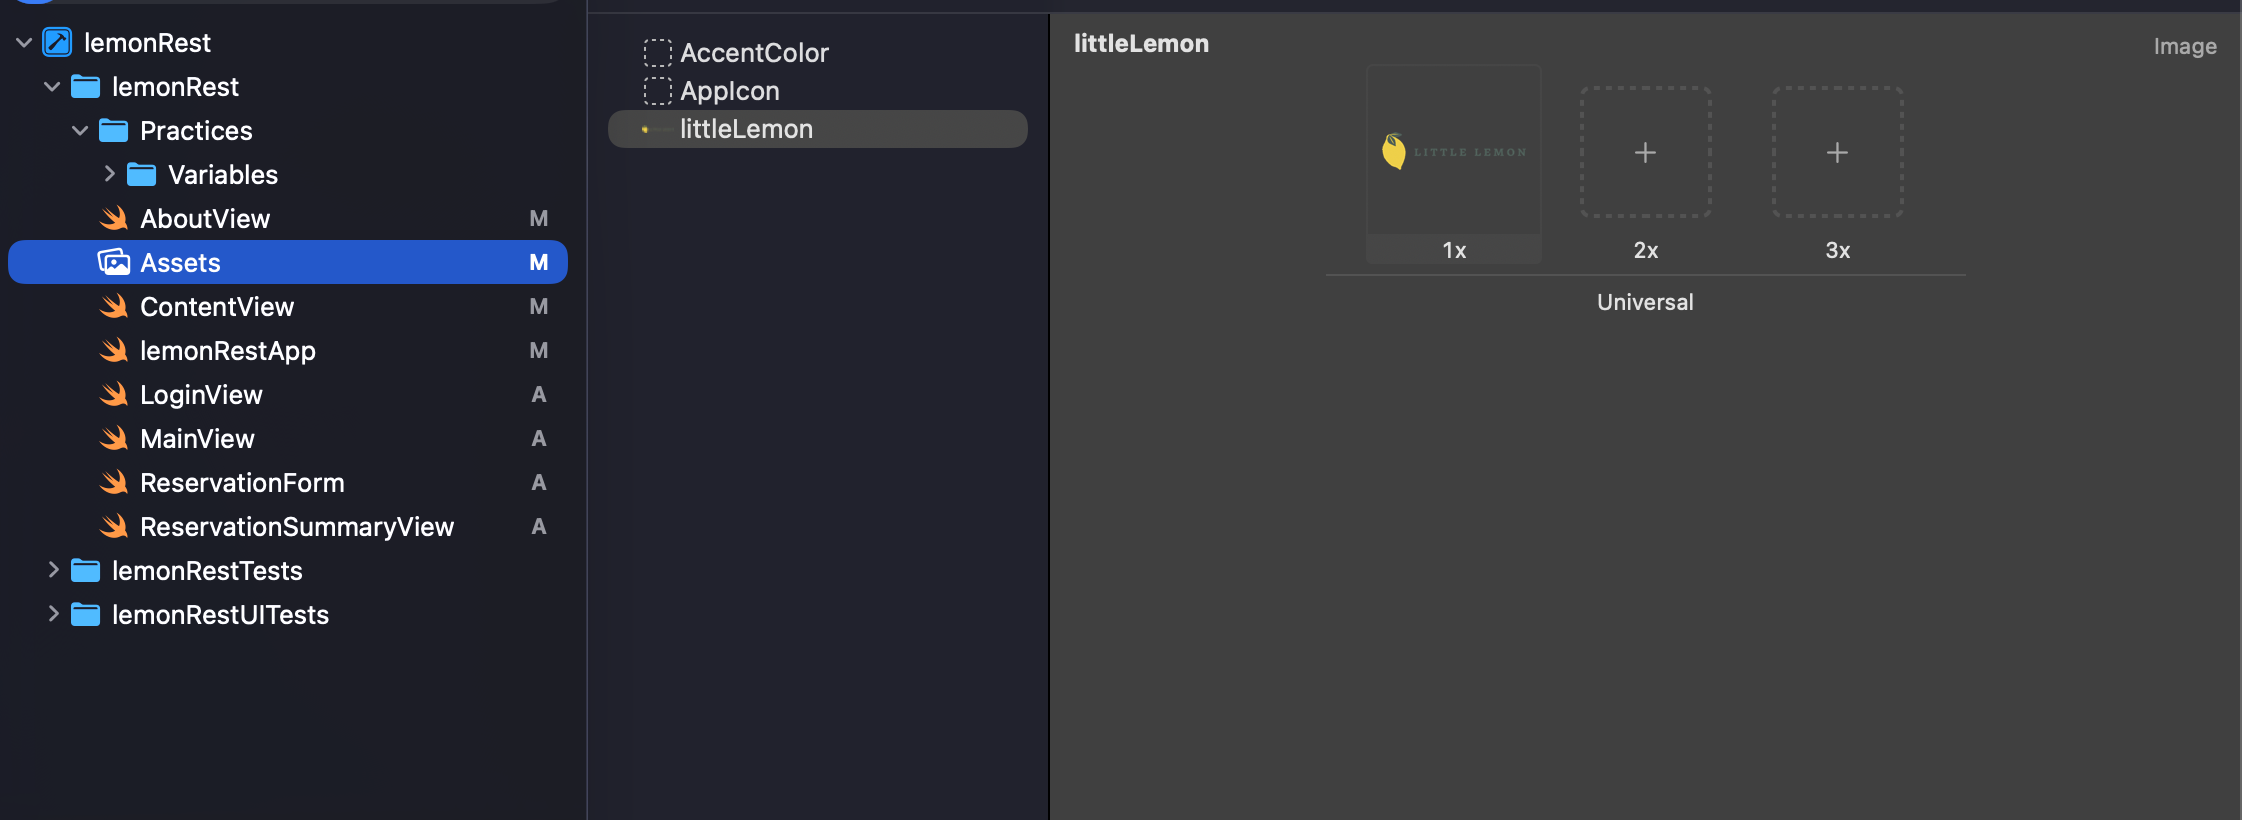 lemonRest
lemonRest
Practices
Variables
AboutView M
Assets M
ContentView M
lemonRestApp M
LoginView A
MainView A
ReservationForm A
ReservationSummaryView A
lemonRestTests
lemonRestUITests
AccentColor
AppIcon
littleLemon
littleLemon
Image
LITTLE LEMON
1x
2x
3x
Universal